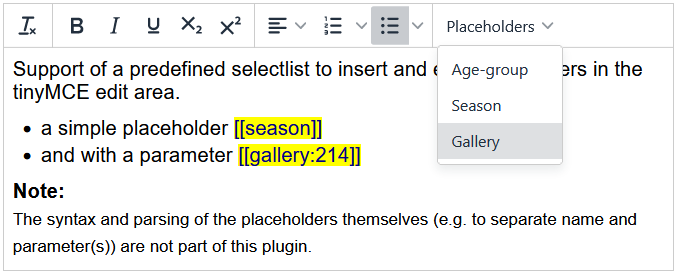 B I U X₂ X² Placeholders
Support of a predefined selectlist to insert and e ers in the
tinyMCE edit area.
Age-group
Season
Gallery
• a simple placeholder [[season]]
• and with a parameter [[gallery:214]]
Note:
The syntax and parsing of the placeholders themselves (e.g. to separate name and
parameter(s)) are not part of this plugin.